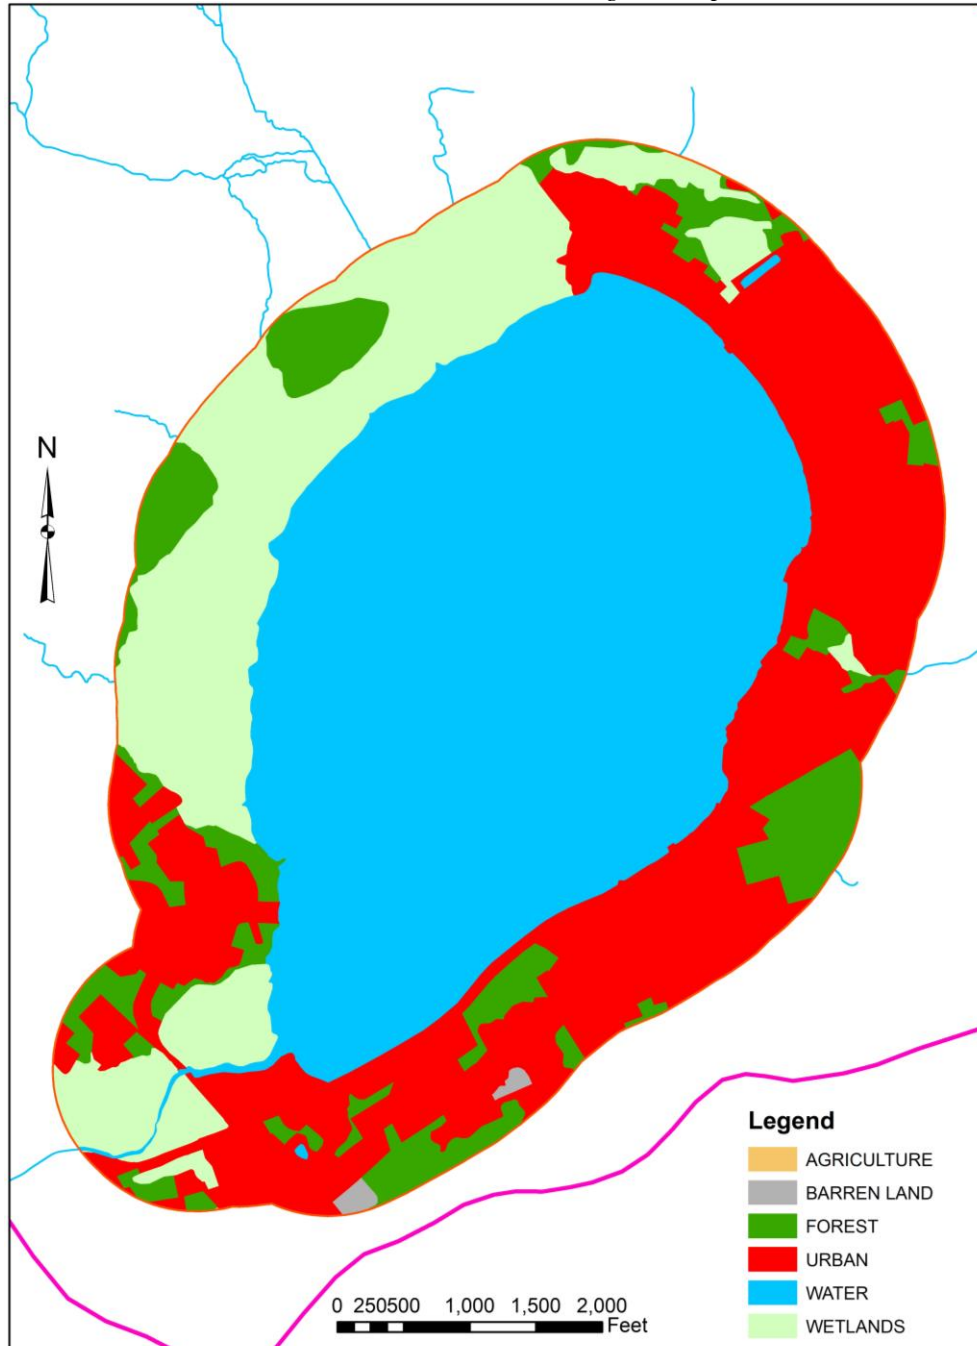 N
Legend
AGRICULTURE
BARREN LAND
FOREST
URBAN
WATER
WETLANDS
0 250500 1,000 1,500 2,000
Feet